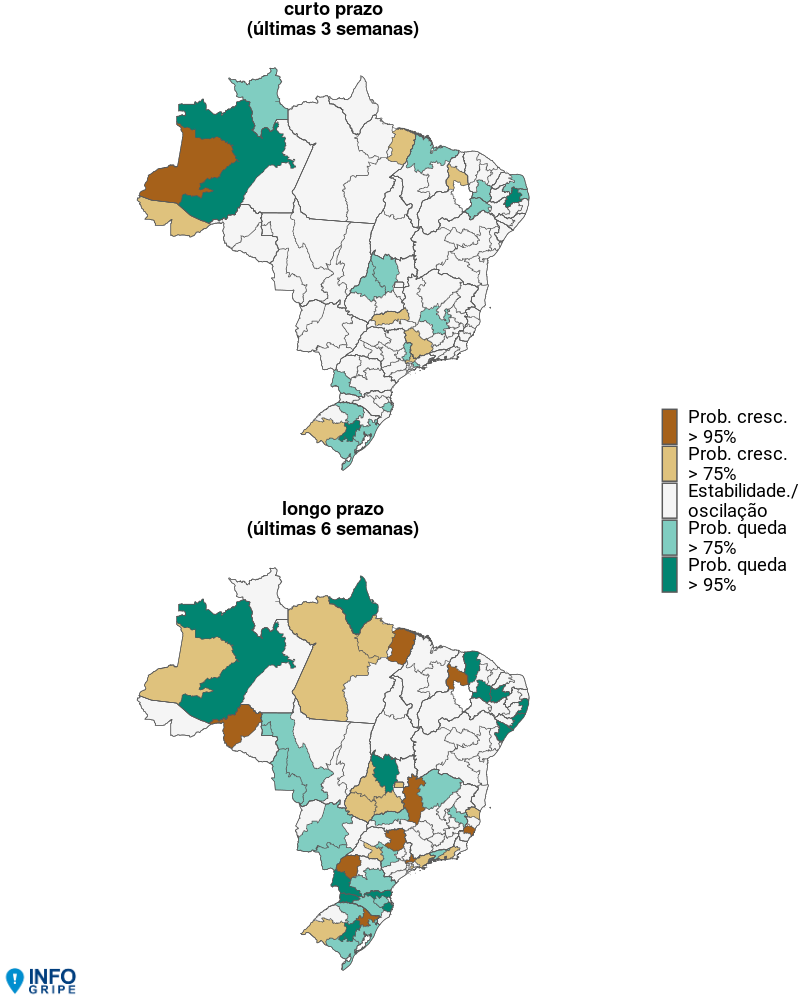 curto prazo
(últimas 3 semanas)
Prob. cresc.
> 95%
Prob. cresc.
> 75%
Estabilidade./
oscilação
Prob. queda
> 75%
Prob. queda
> 95%
longo prazo
(últimas 6 semanas)
INFO
GRIPE